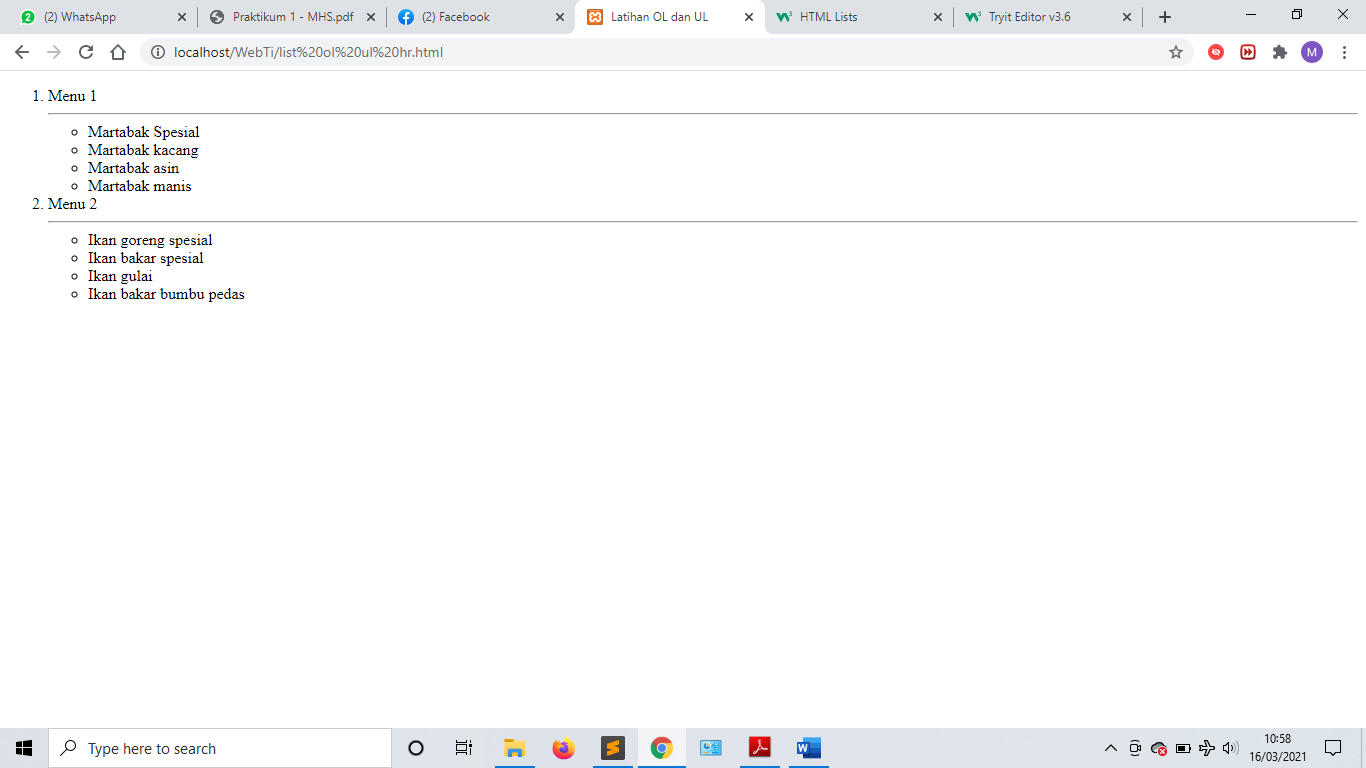 (2) WhatsApp
Praktikum 1 - MHS.pdf
(2) Facebook
Latihan OL dan UL
HTML Lists
Tryit Editor v3.6
localhost/WebTi/list%20ol%20ul%20hr.html
M
1. Menu 1
Martabak Spesial
Martabak kacang
Martabak asin
Martabak manis
2. Menu 2
Ikan goreng spesial
Ikan bakar spesial
Ikan gulai
Ikan bakar bumbu pedas
Type here to search
10:58
16/03/2021